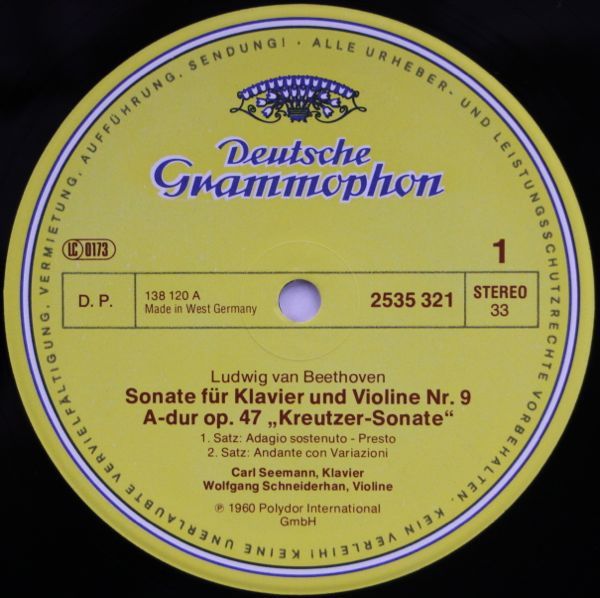 KEINE UNERLAUBTE VERVIELFÄLTIGUNG, VERMIETUNG, AUFFÜHRUNG, SENDUNG! · ALLE URHEBER- UND LEISTUNGSSCHUTZRECHTE VORBEHALTEN. KEIN VERLEIH!
Deutsche
Grammophon
LC 0173
1
D. P.
138 120 A
Made in West Germany
2535 321
STEREO
33
Ludwig van Beethoven
Sonate für Klavier und Violine Nr. 9
A-dur op. 47 „Kreutzer-Sonate“
1. Satz: Adagio sostenuto - Presto
2. Satz: Andante con Variazioni
Carl Seemann, Klavier
Wolfgang Schneiderhan, Violine
℗ 1960 Polydor International
GmbH